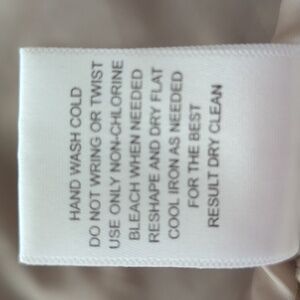 HAND WASH COLD
DO NOT WRING OR TWIST
USE ONLY NON-CHLORINE
BLEACH WHEN NEEDED
RESHAPE AND DRY FLAT
COOL IRON AS NEEDED
FOR THE BEST
RESULT DRY CLEAN